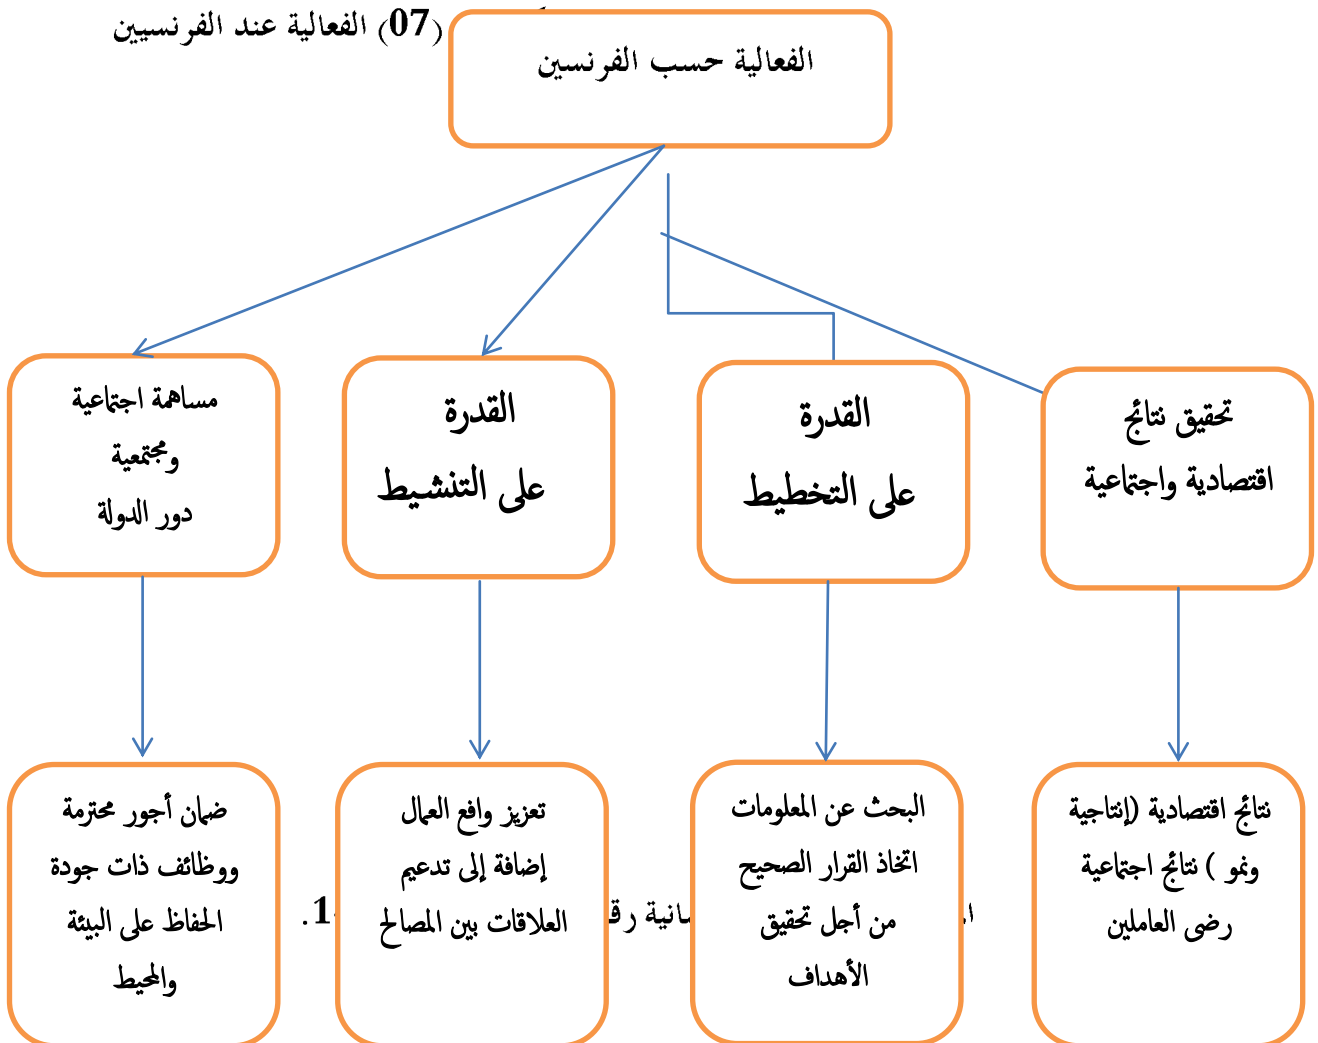 (07) الفعالية عند الفرنسيين
الفعالية حسب الفرنسين
تحقيق نتائج
اقتصادية واجتماعية
القدرة
على التخطيط
القدرة
على التنشيط
مساهمة اجتماعية
ومجتمعية
دور الدولة
نتائج اقتصادية (إنتاجية
ونمو ) نتائج اجتماعية
رضى العاملين
البحث عن المعلومات
اتخاذ القرار الصحيح
من أجل تحقيق
الأهداف
تعزيز وافع العمال
إضافة إلى تدعيم
العلاقات بين المصالح
ضمان أجور محترمة
ووظائف ذات جودة
الحفاظ على البيئة
والمحيط